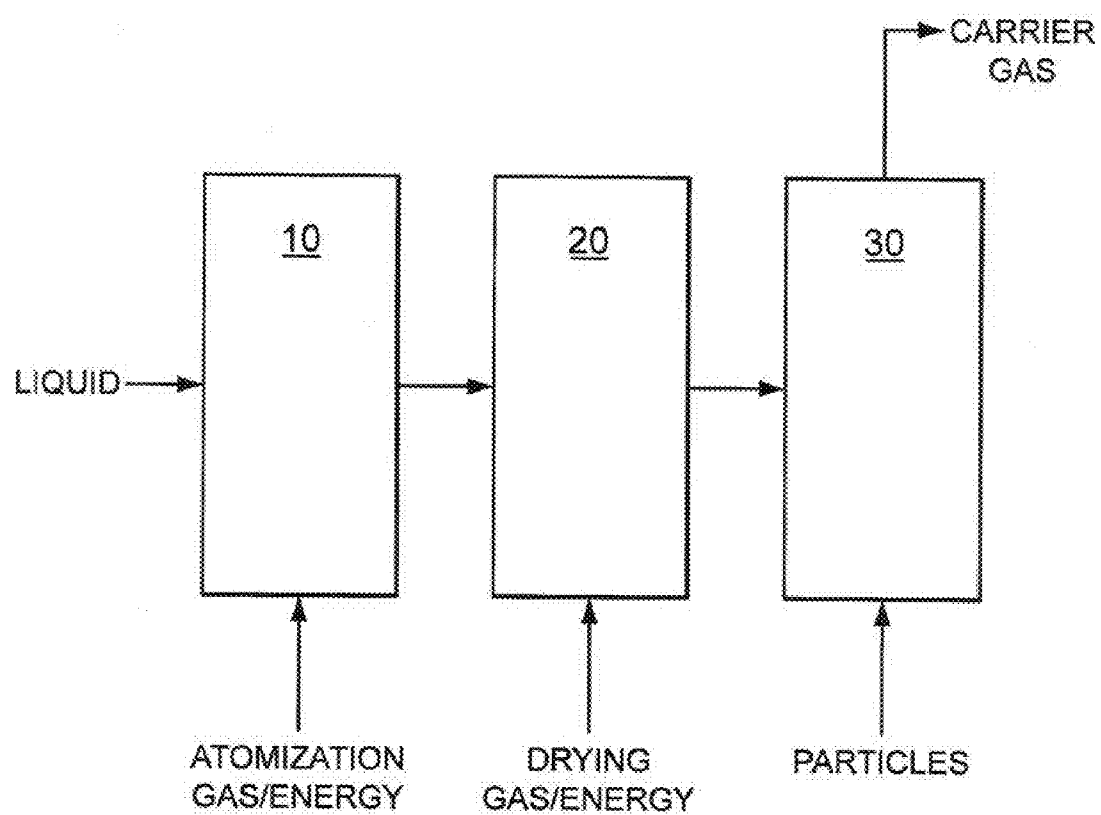 CARRIER
GAS
10
20
30
LIQUID
ATOMIZATION
GAS/ENERGY
DRYING
GAS/ENERGY
PARTICLES